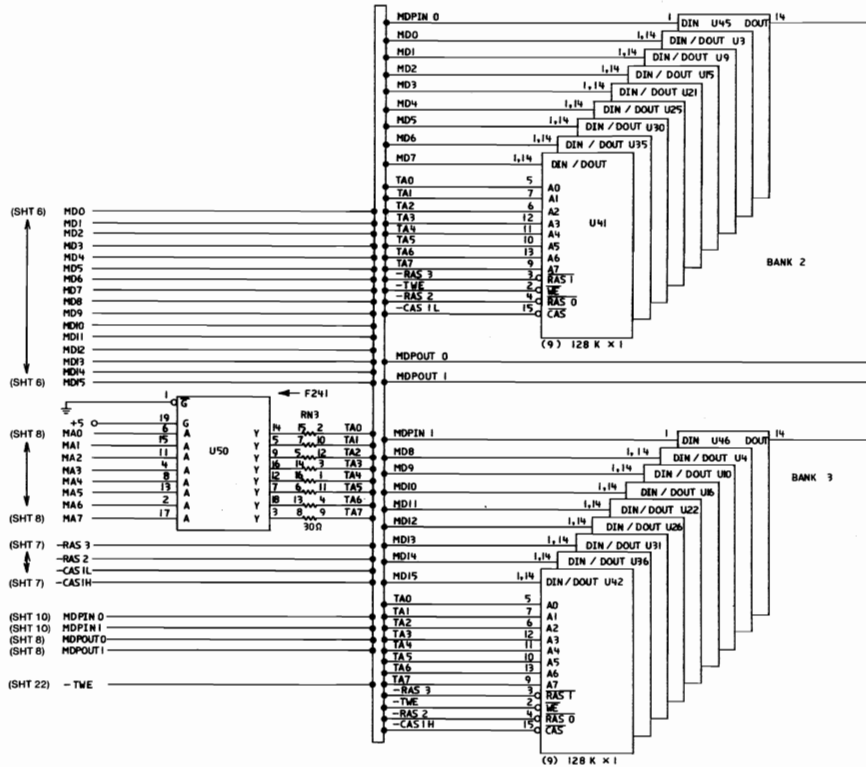 MDPIN 0 1 DIN U45 DOUT 14
MD0 1,14 DIN / DOUT U3
MD1 1,14 DIN / DOUT U9
MD2 1,14 DIN / DOUT U15
MD3 1,14 DIN / DOUT U21
MD4 1,14 DIN / DOUT U25
MD5 1,14 DIN / DOUT U30
MD6 1,14 DIN / DOUT U35
MD7 1,14 DIN / DOUT
U41
TA0 5 A0
TA1 7 A1
TA2 6 A2
TA3 12 A3
TA4 11 A4
TA5 10 A5
TA6 13 A6
TA7 9 A7
-RAS 3 3 RAS 1
-TWE 2 WE
-RAS 2 4 RAS 0
-CAS1L 15 CAS
(9) 128 K × 1
BANK 2
(SHT 6) MD0
MD1
MD2
MD3
MD4
MD5
MD6
MD7
MD8
MD9
MD10
MD11
MD12
MD13
MD14
(SHT 6) MD15
MDPOUT 0
MDPOUT 1
1 G
F241
+5 19 G
U50
RN3
(SHT 8) MA0 6 A Y 14 15 2 TA0
MA1 15 A Y 5 7 10 TA1
MA2 11 A Y 9 5 12 TA2
MA3 4 A Y 16 14 3 TA3
MA4 8 A Y 12 16 1 TA4
MA5 13 A Y 7 6 11 TA5
MA6 2 A Y 18 13 4 TA6
(SHT 8) MA7 17 A Y 3 8 9 TA7
30Ω
(SHT 7) -RAS 3
-RAS 2
-CAS1L
(SHT 7) -CAS1H
(SHT 10) MDPIN 0
(SHT 10) MDPIN1
(SHT 8) MDPOUT0
(SHT 8) MDPOUT1
(SHT 22) -TWE
MDPIN 1 1 DIN U46 DOUT 14
MD8 1,14 DIN / DOUT U4
MD9 1,14 DIN / DOUT U10
MD10 1,14 DIN / DOUT U16
MD11 1,14 DIN / DOUT U22
MD12 1,14 DIN / DOUT U26
MD13 1,14 DIN / DOUT U31
MD14 1,14 DIN / DOUT U36
MD15 1,14 DIN / DOUT U42
TA0 5 A0
TA1 7 A1
TA2 6 A2
TA3 12 A3
TA4 11 A4
TA5 10 A5
TA6 13 A6
TA7 9 A7
-RAS 3 3 RAS 1
-TWE 2 WE
-RAS 2 4 RAS 0
-CAS1H 15 CAS
(9) 128 K × 1
BANK 3